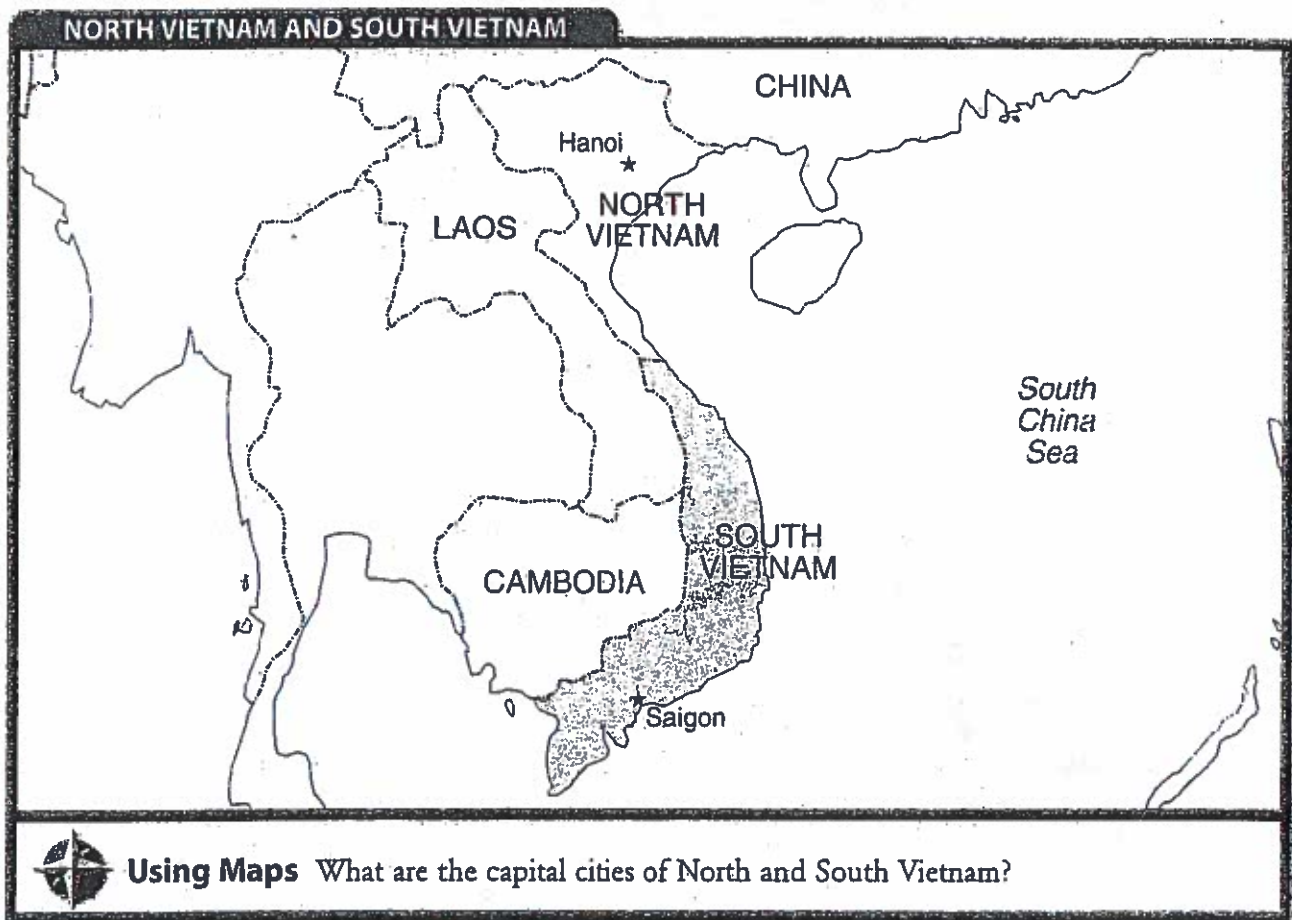 NORTH VIETNAM AND SOUTH VIETNAM
CHINA
Hanoi
NORTH
VIETNAM
LAOS
South
China
Sea
SOUTH
VIETNAM
CAMBODIA
Saigon
Using Maps What are the capital cities of North and South Vietnam?